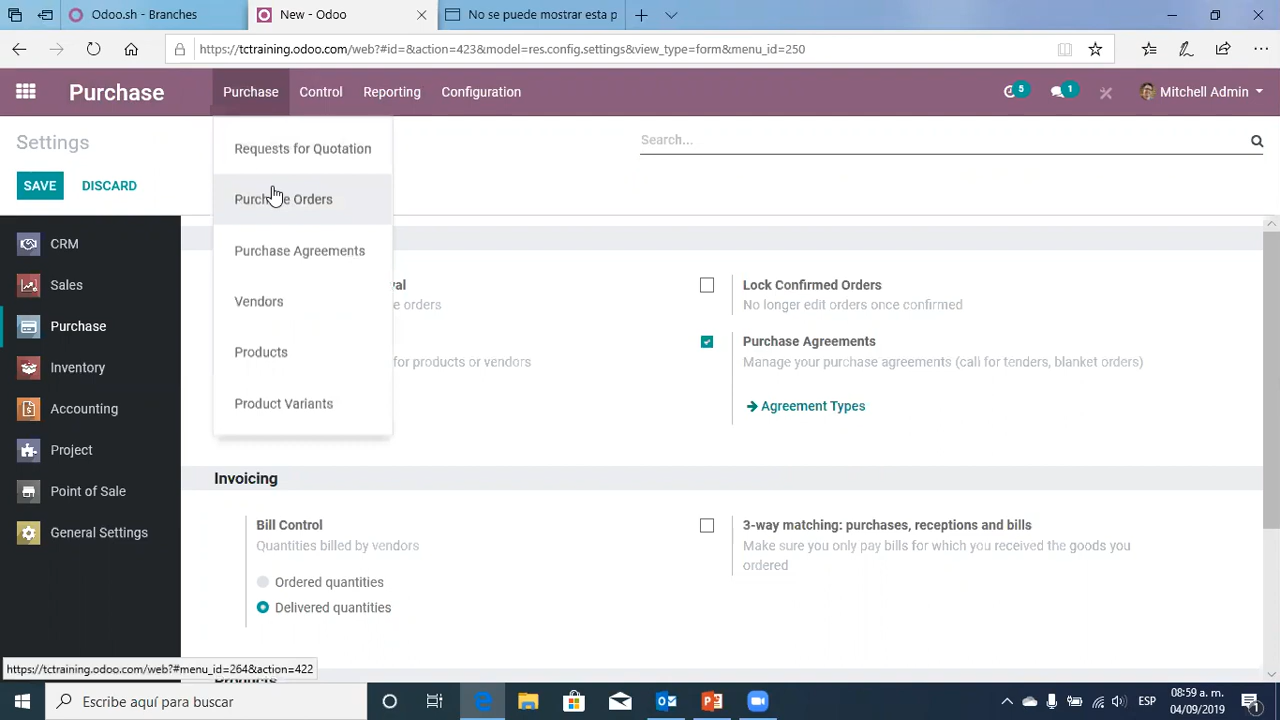 Odoo.sh - Branches
Odoo
No se puede mostrar esta p
https://tctraining.odoo.com/web?#id=&action=423&model=res.config.settings&view_type=form&menu_id=250
Purchase
Purchase
Control
Reporting
Configuration
5
1
Mitchell Admin
Settings
Search...
SAVE
DISCARD
Requests for Quotation
Purchase Orders
Purchase Agreements
Vendors
Products
Product Variants
CRM
Sales
Purchase
Inventory
Accounting
Project
Point of Sale
General Settings
val
e orders
for products or vendors
Lock Confirmed Orders
No longer edit orders once confirmed
Purchase Agreements
Manage your purchase agreements (call for tenders, blanket orders)
Agreement Types
Invoicing
Bill Control
Quantities billed by vendors
Ordered quantities
Delivered quantities
3-way matching: purchases, receptions and bills
Make sure you only pay bills for which you received the goods you
ordered
Products
https://tctraining.odoo.com/web?#menu_id=264&action=422
Escribe aquí para buscar
ESP
08:59 a. m.
04/09/2019
1